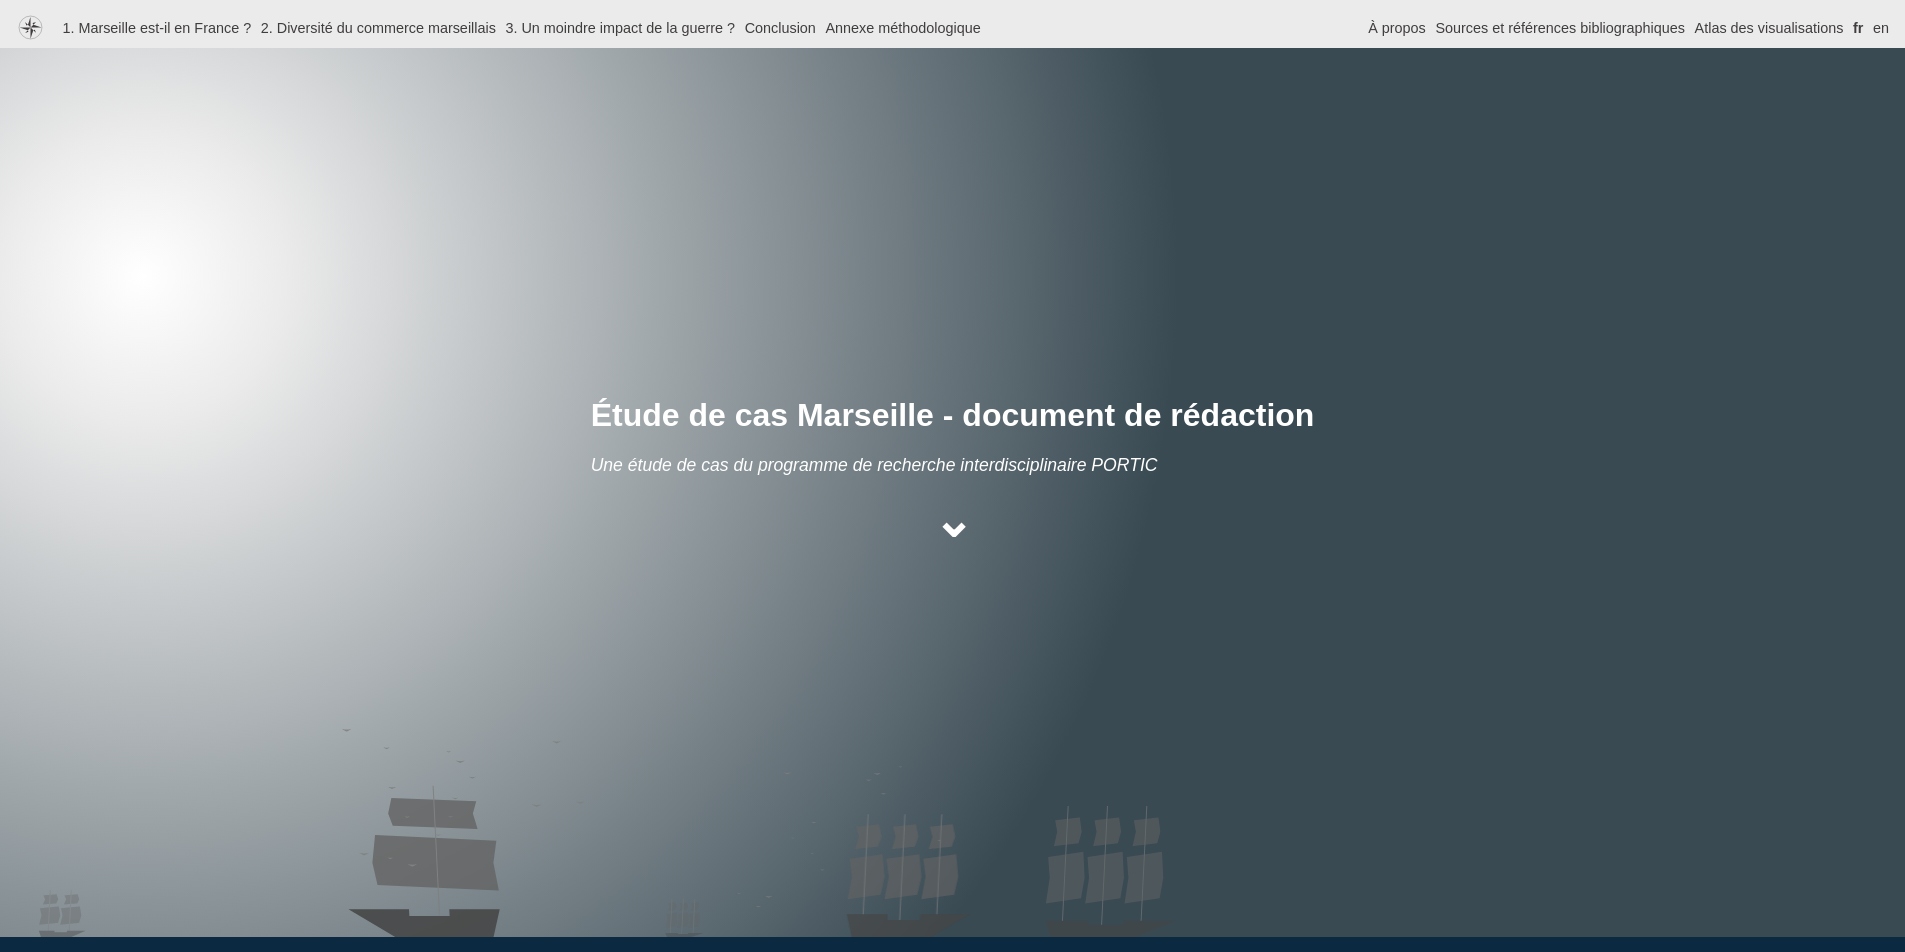 1. Marseille est-il en France ? 2. Diversité du commerce marseillais 3. Un moindre impact de la guerre ? Conclusion Annexe méthodologique À propos Sources et références bibliographiques Atlas des visualisations fr en
Étude de cas Marseille - document de rédaction
Une étude de cas du programme de recherche interdisciplinaire PORTIC